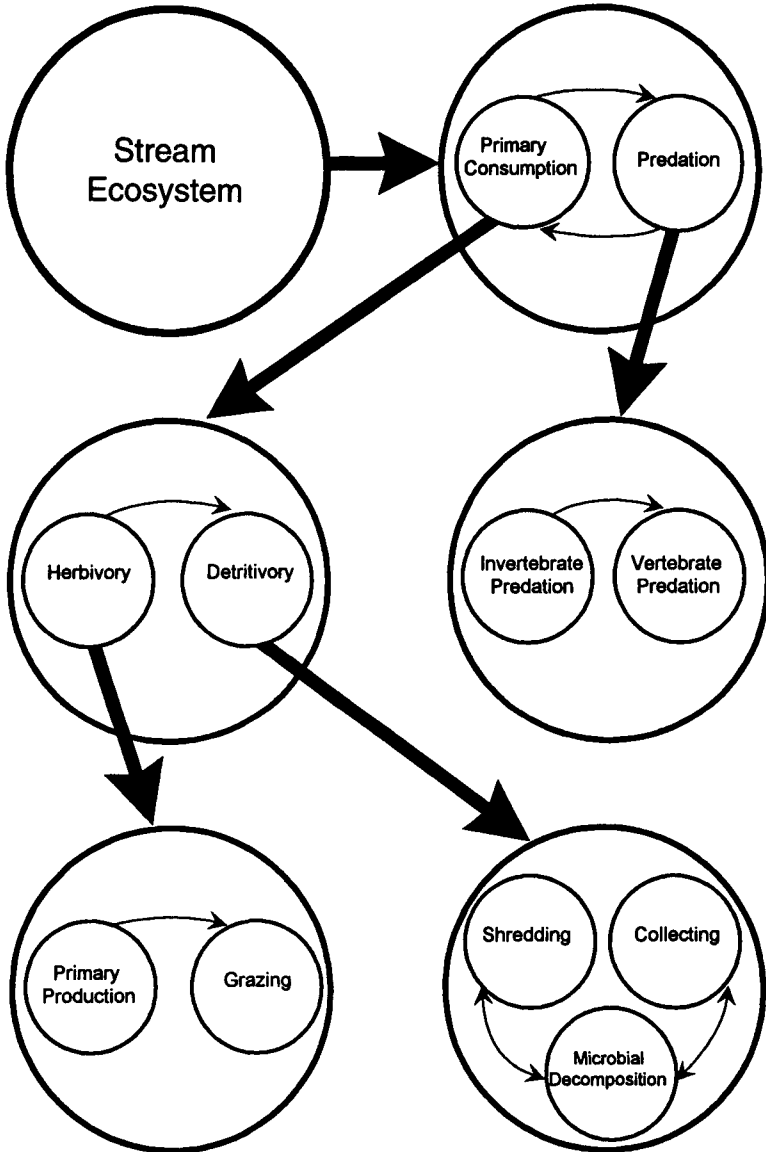 Stream
Ecosystem
Primary
Consumption
Predation
Herbivory
Detritivory
Invertebrate
Predation
Vertebrate
Predation
Primary
Production
Grazing
Shredding
Collecting
Microbial
Decomposition